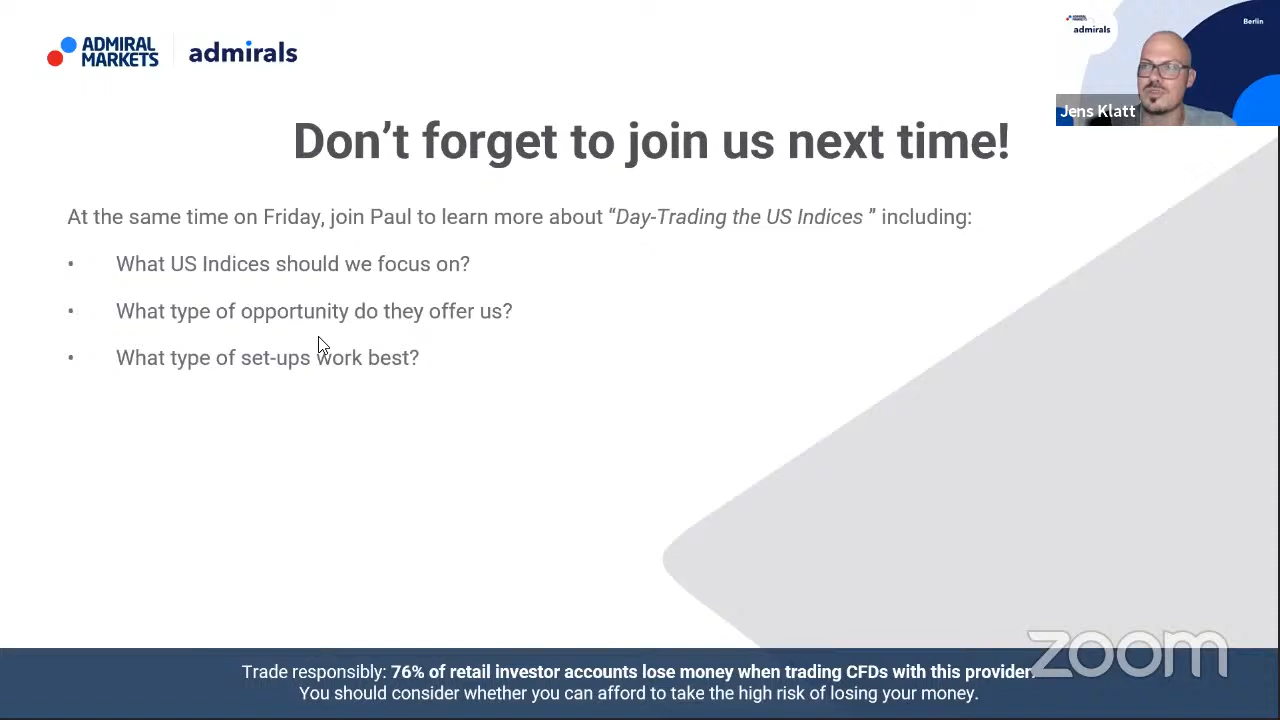 ADMIRAL
MARKETS
admirals
admirals
Berlin
Jens Klatt
Don’t forget to join us next time!
At the same time on Friday, join Paul to learn more about “Day-Trading the US Indices ” including:
• What US Indices should we focus on?
• What type of opportunity do they offer us?
• What type of set-ups work best?
zoom
Trade responsibly: 76% of retail investor accounts lose money when trading CFDs with this provider.
You should consider whether you can afford to take the high risk of losing your money.